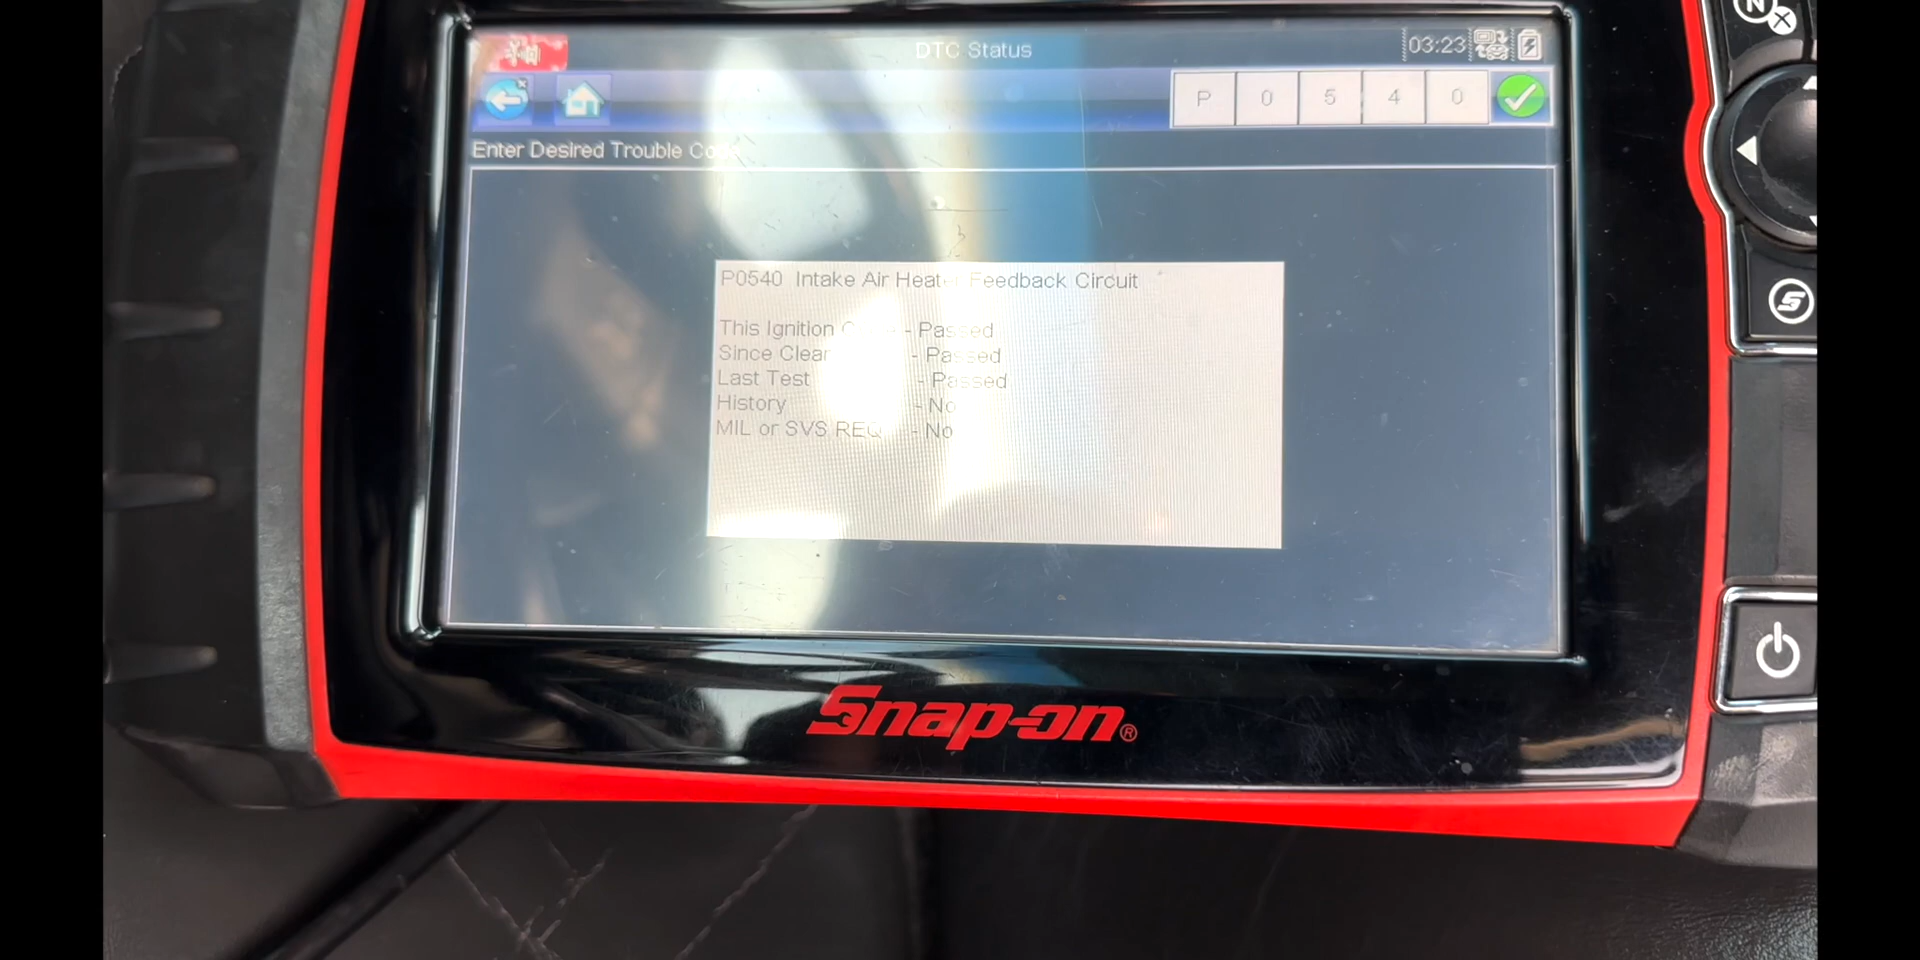 DTC Status
03:23
P 0 5 4 0
Enter Desired Trouble
P0540 Intake Air Heater Feedback Circuit
This Ignition - Passed
Since Clear - Passed
Last Test - Passed
History - No
MIL or SVS REQ - No
Snap-on®
N
S